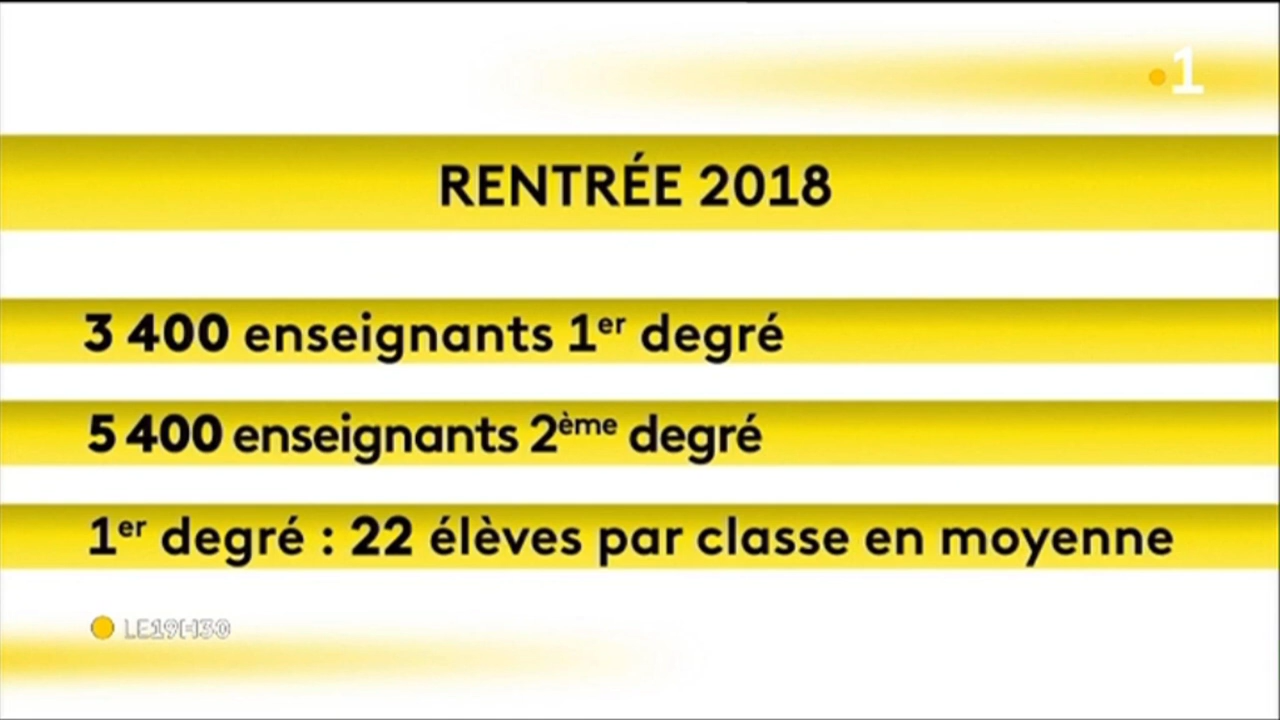 1
RENTRÉE 2018
3 400 enseignants 1er degré
5 400 enseignants 2ème degré
1er degré : 22 élèves par classe en moyenne
LE19H30